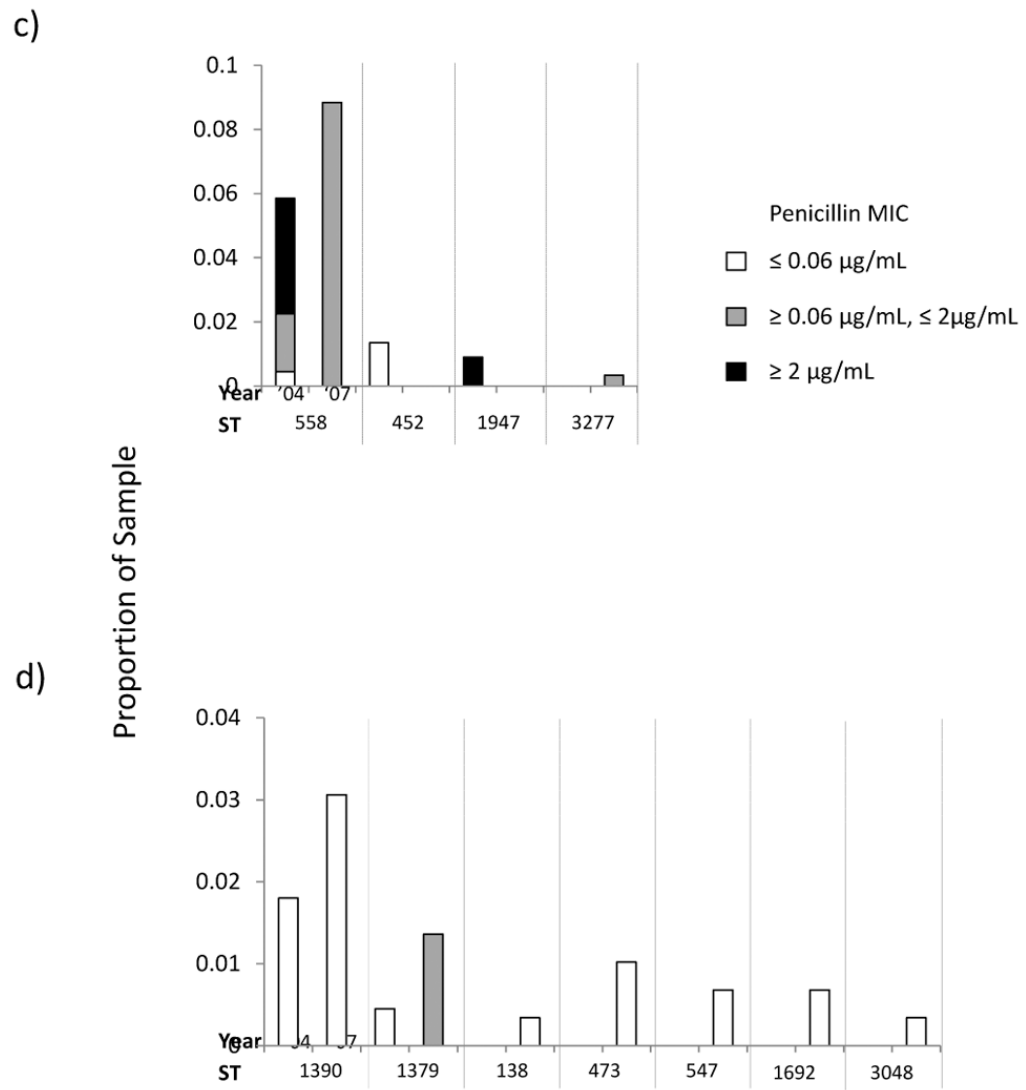 c)
0.1
0.08
0.06
0.04
0.02
0
Year '04 '07
ST 558 452 1947 3277
Penicillin MIC
≤ 0.06 µg/mL
≥ 0.06 µg/mL, ≤ 2µg/mL
≥ 2 µg/mL
Proportion of Sample
d)
0.04
0.03
0.02
0.01
0
Year '04 '07
ST 1390 1379 138 473 547 1692 3048